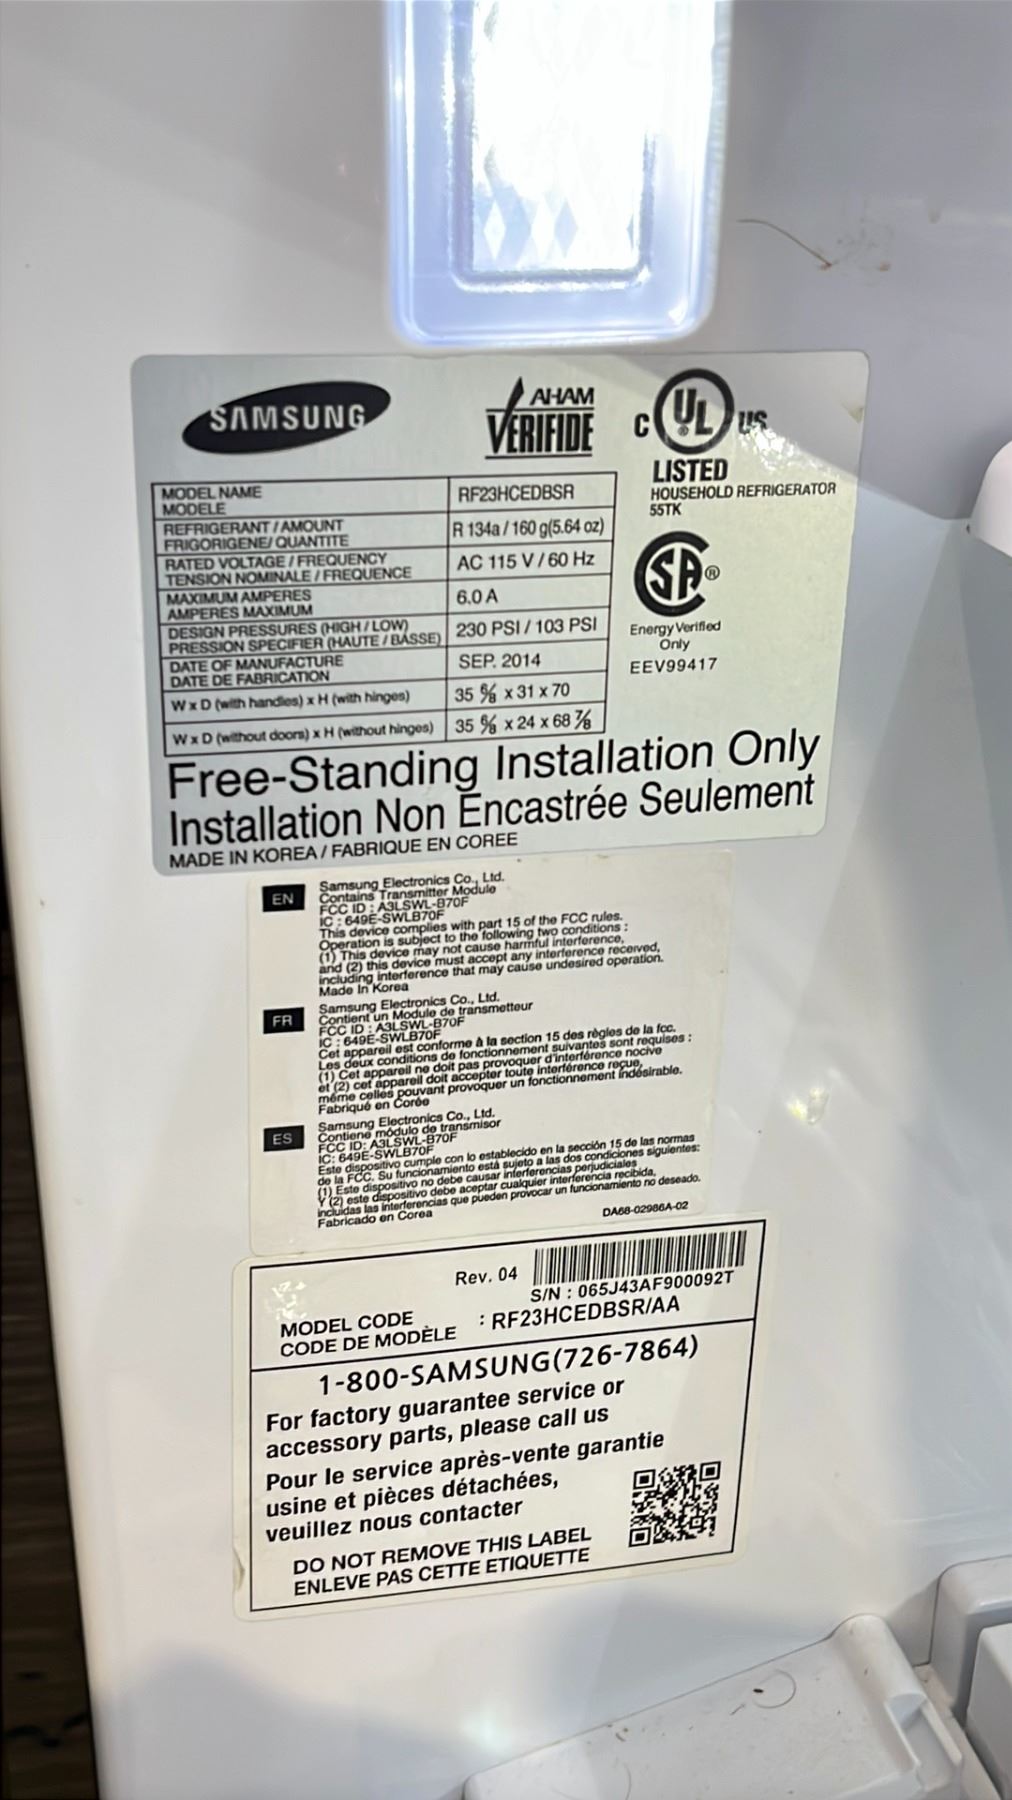 SAMSUNG
AHAM
VERIFIDE
C UL US
®
LISTED
HOUSEHOLD REFRIGERATOR
55TK
MODEL NAME
MODELE
RF23HCEDBSR
REFRIGERANT / AMOUNT
FRIGORIGENE/ QUANTITE
R 134a / 160 g(5.64 oz)
RATED VOLTAGE / FREQUENCY
TENSION NOMINALE / FREQUENCE
AC 115 V / 60 Hz
MAXIMUM AMPERES
AMPERES MAXIMUM
6.0 A
DESIGN PRESSURES (HIGH / LOW)
PRESSION SPECIFIER (HAUTE / BASSE)
230 PSI / 103 PSI
DATE OF MANUFACTURE
DATE DE FABRICATION
SEP. 2014
W x D (with handles) x H (with hinges)
35 ⅝ x 31 x 70
W x D (without doors) x H (without hinges)
35 ⅝ x 24 x 68 ⅞
SA®
Energy Verified
Only
EEV99417
Free-Standing Installation Only
Installation Non Encastrée Seulement
MADE IN KOREA / FABRIQUE EN COREE
EN
Samsung Electronics Co., Ltd.
Contains Transmitter Module
FCC ID : A3LSWL-B70F
IC : 649E-SWLB70F
This device complies with part 15 of the FCC rules.
Operation is subject to the following two conditions :
(1) This device may not cause harmful interference,
and (2) this device must accept any interference received,
including interference that may cause undesired operation.
Made In Korea
FR
Samsung Electronics Co., Ltd.
Contient un Module de transmetteur
FCC ID : A3LSWL-B70F
IC : 649E-SWLB70F
Cet appareil est conforme à la section 15 des règles de la fcc.
Les deux conditions de fonctionnement suivantes sont requises :
(1) Cet appareil ne doit pas provoquer d'interférence nocive
et (2) cet appareil doit accepter toute interférence reçue,
même celles pouvant provoquer un fonctionnement indésirable.
Fabriqué en Corée
ES
Samsung Electronics Co., Ltd.
Contiene módulo de transmisor
FCC ID: A3LSWL-B70F
IC: 649E-SWLB70F
Este dispositivo cumple con lo establecido en la sección 15 de las normas
de la FCC. Su funcionamiento está sujeto a las dos condiciones siguientes:
(1) Este dispositivo no debe causar interferencias perjudiciales
Y (2) este dispositivo debe aceptar cualquier interferencia recibida,
incluidas las interferencias que pueden provocar un funcionamiento no deseado.
Fabricado en Corea
DA68-02986A-02
Rev. 04
S/N : 065J43AF900092T
MODEL CODE
CODE DE MODÈLE
: RF23HCEDBSR/AA
1-800-SAMSUNG(726-7864)
For factory guarantee service or
accessory parts, please call us
Pour le service après-vente garantie
usine et pièces détachées,
veuillez nous contacter
DO NOT REMOVE THIS LABEL
ENLEVE PAS CETTE ETIQUETTE